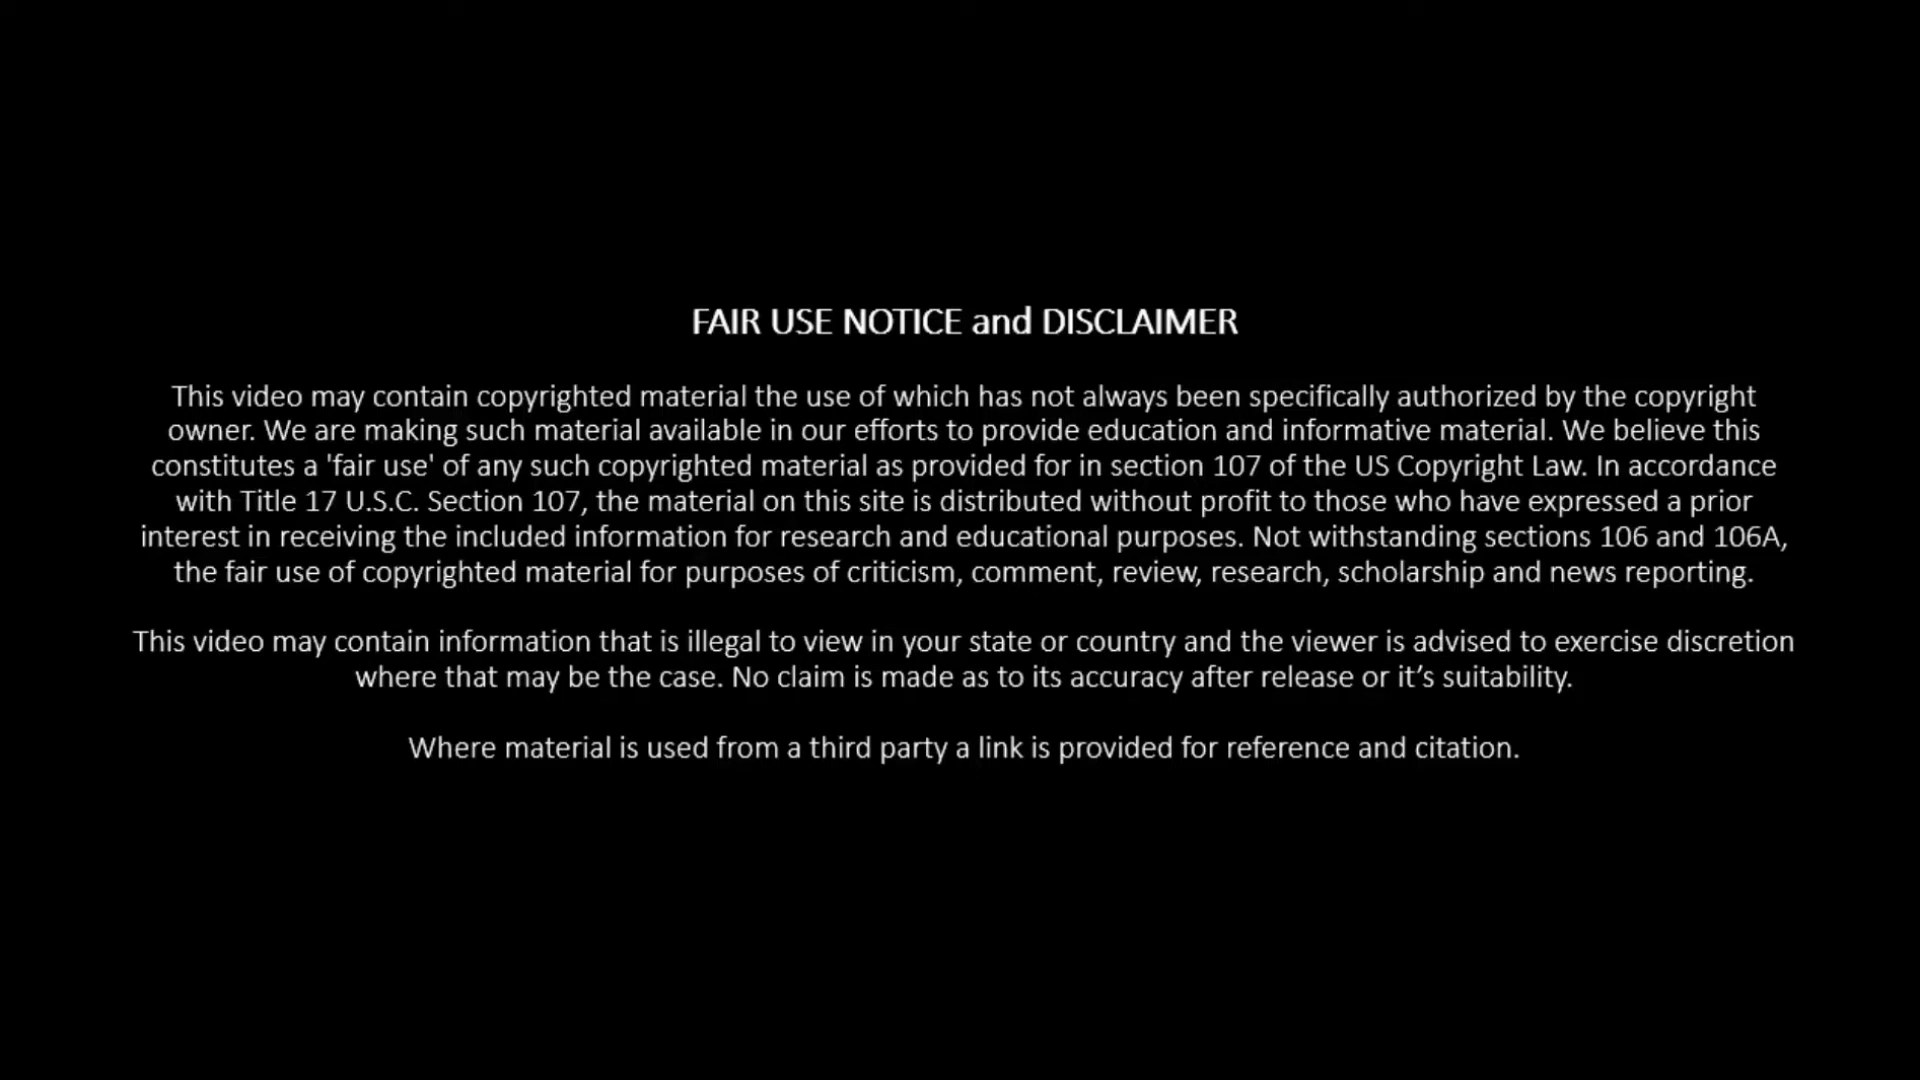 FAIR USE NOTICE and DISCLAIMER
This video may contain copyrighted material the use of which has not always been specifically authorized by the copyright
owner. We are making such material available in our efforts to provide education and informative material. We believe this
constitutes a 'fair use' of any such copyrighted material as provided for in section 107 of the US Copyright Law. In accordance
with Title 17 U.S.C. Section 107, the material on this site is distributed without profit to those who have expressed a prior
interest in receiving the included information for research and educational purposes. Not withstanding sections 106 and 106A,
the fair use of copyrighted material for purposes of criticism, comment, review, research, scholarship and news reporting.
This video may contain information that is illegal to view in your state or country and the viewer is advised to exercise discretion
where that may be the case. No claim is made as to its accuracy after release or it’s suitability.
Where material is used from a third party a link is provided for reference and citation.